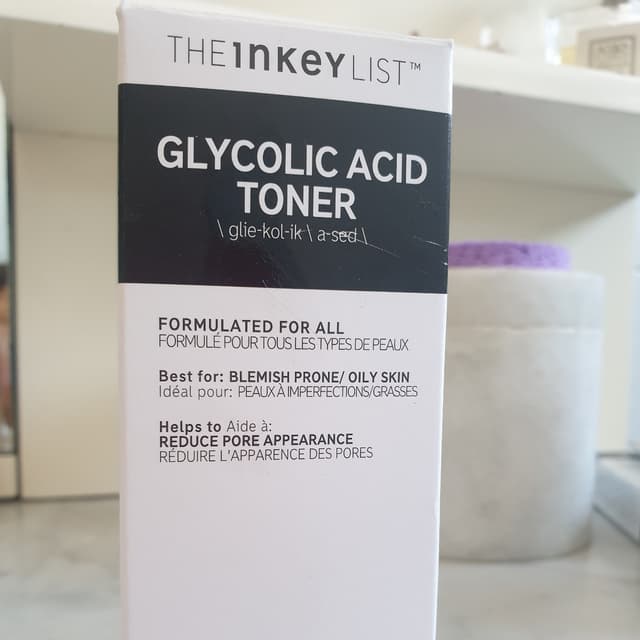 THE INKEY LIST™
GLYCOLIC ACID
TONER
\ glie-kol-ik \ a-sed \
FORMULATED FOR ALL
FORMULÉ POUR TOUS LES TYPES DE PEAUX
Best for: BLEMISH PRONE/ OILY SKIN
Idéal pour: PEAUX À IMPERFECTIONS/GRASSES
Helps to Aide à:
REDUCE PORE APPEARANCE
RÉDUIRE L'APPARENCE DES PORES